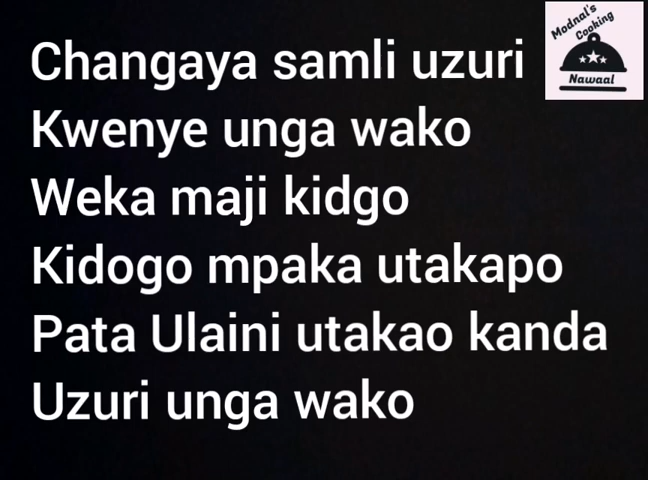 Modnal's
Cooking
Nawaal
Changaya samli uzuri
Kwenye unga wako
Weka maji kidgo
Kidogo mpaka utakapo
Pata Ulaini utakao kanda
Uzuri unga wako